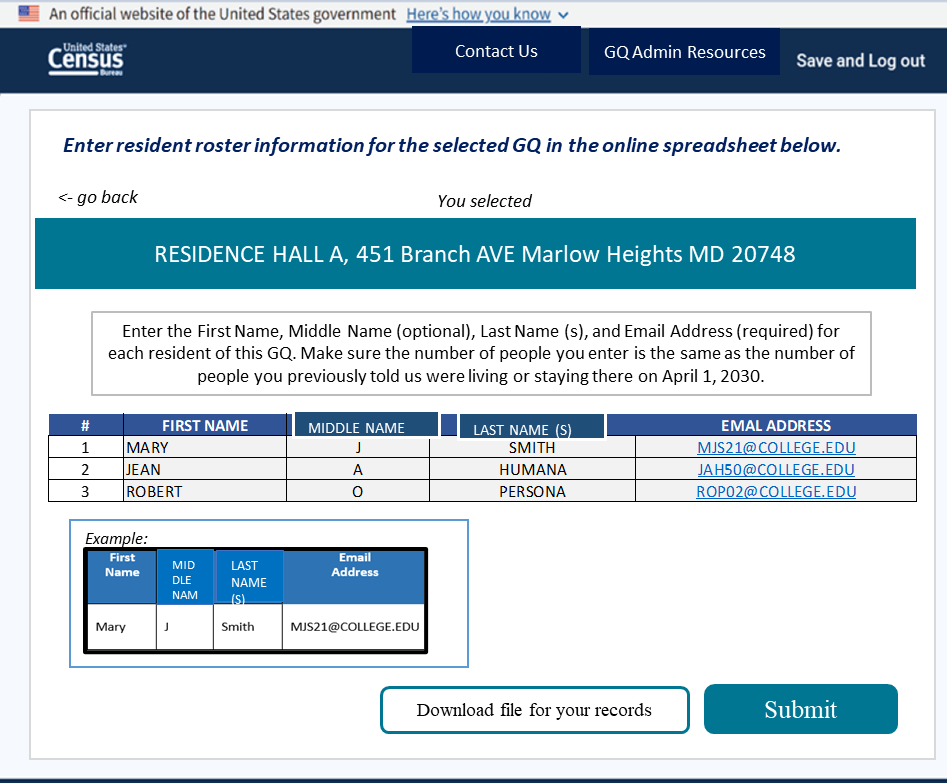 An official website of the United States government Here's how you know
United States®
Census
Bureau
Contact Us
GQ Admin Resources
Save and Log out
Enter resident roster information for the selected GQ in the online spreadsheet below.
<- go back
You selected
RESIDENCE HALL A, 451 Branch AVE Marlow Heights MD 20748
Enter the First Name, Middle Name (optional), Last Name (s), and Email Address (required) for
each resident of this GQ. Make sure the number of people you enter is the same as the number of
people you previously told us were living or staying there on April 1, 2030.
# FIRST NAME MIDDLE NAME LAST NAME (S) EMAL ADDRESS
1 MARY J SMITH MJS21@COLLEGE.EDU
2 JEAN A HUMANA JAH50@COLLEGE.EDU
3 ROBERT O PERSONA ROP02@COLLEGE.EDU
Example:
First
Name
MID
DLE
NAM
LAST
NAME
(S)
Email
Address
Mary J Smith MJS21@COLLEGE.EDU
Download file for your records
Submit